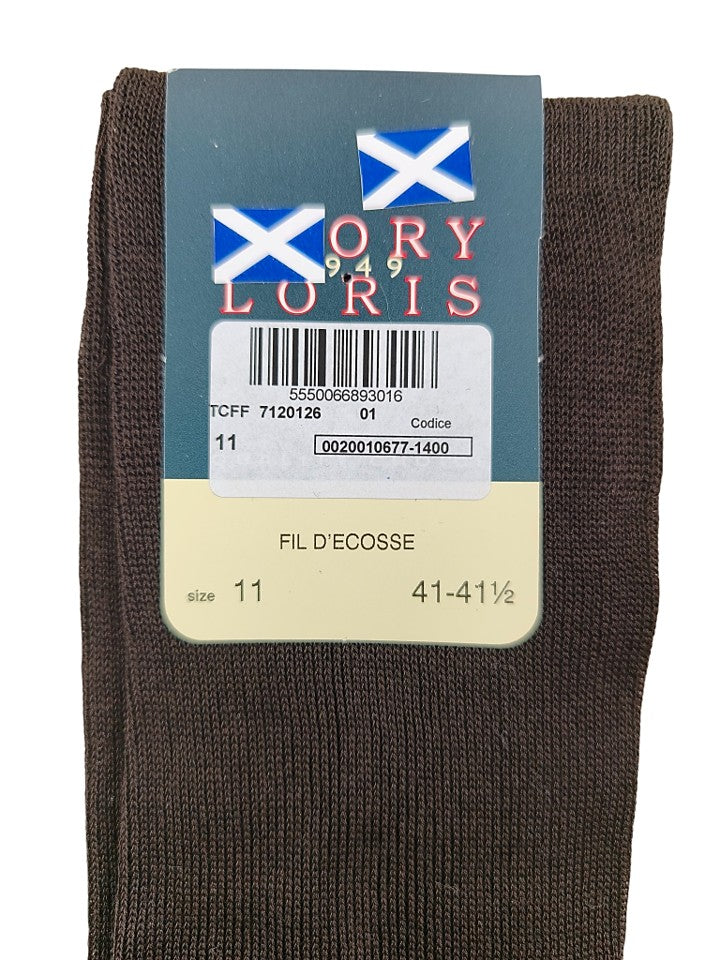 ORY
949
LORIS
5550066893016
TCFF 7120126 01
Codice
11 0020010677-1400
FIL D'ECOSSE
size 11 41-41½